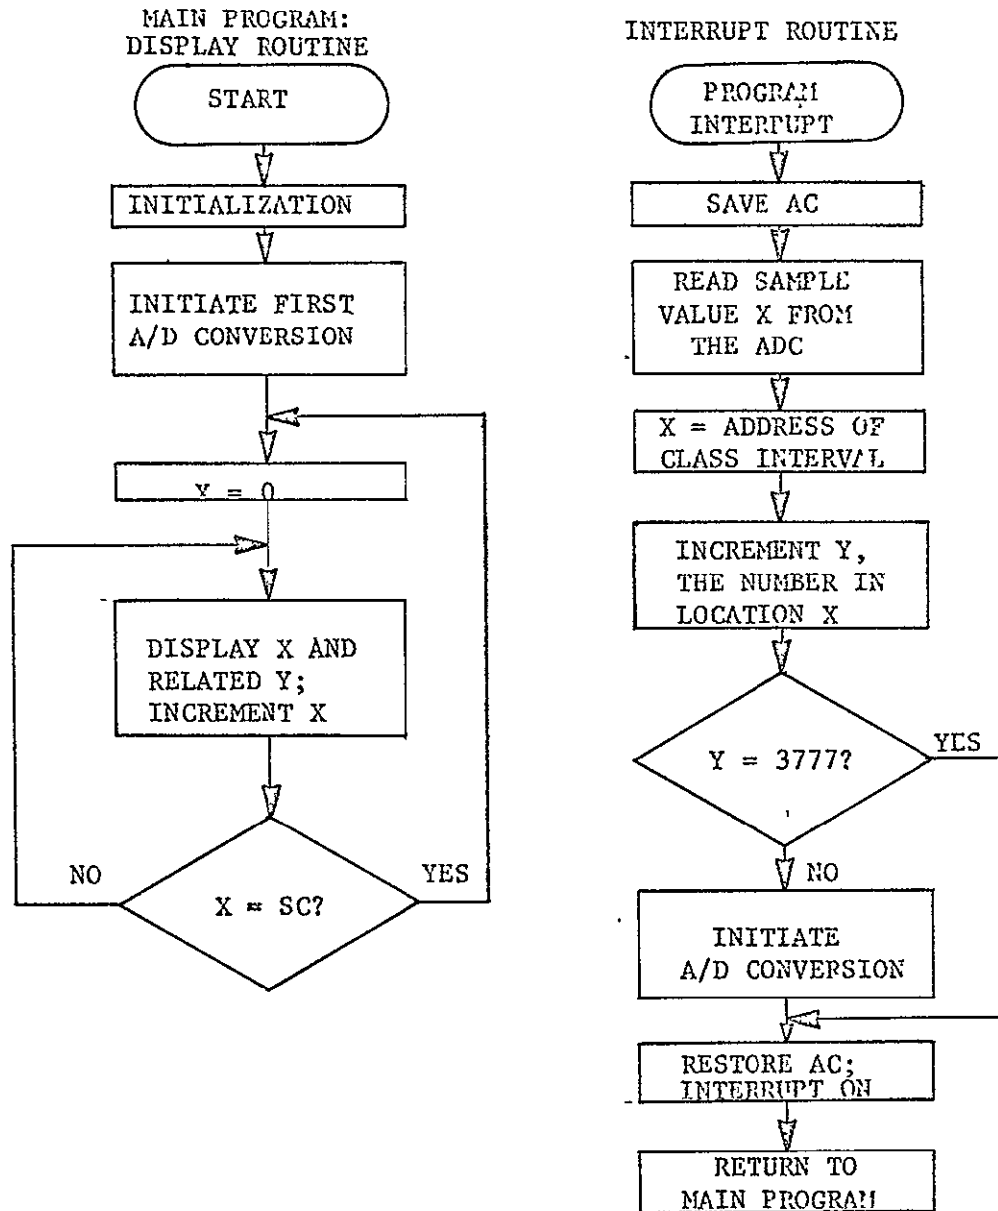 MAIN PROGRAM:
DISPLAY ROUTINE
START
INITIALIZATION
INITIATE FIRST
A/D CONVERSION
= 0
DISPLAY X AND
RELATED Y;
INCREMENT X
NO
YES
X = SC?
INTERRUPT ROUTINE
PROGRAM
INTERRUPT
SAVE AC
READ SAMPLE
VALUE X FROM
THE ADC
X = ADDRESS OF
CLASS INTERVAL
INCREMENT Y,
THE NUMBER IN
LOCATION X
Y = 3777?
YES
NO
INITIATE
A/D CONVERSION
RESTORE AC;
INTERRUPT ON
RETURN TO
MAIN PROGRAM